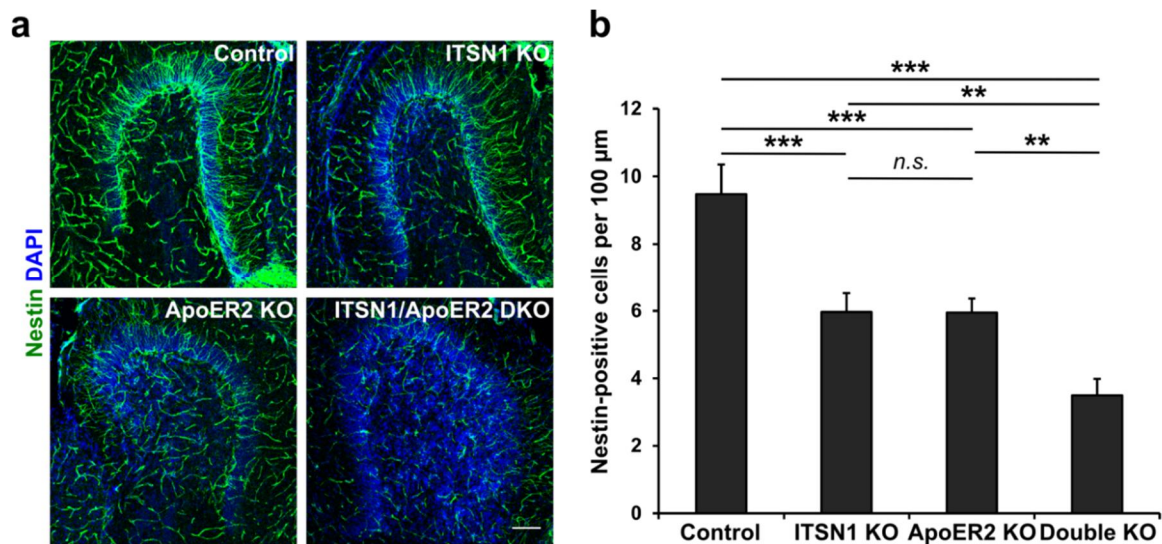 a
Control
ITSN1 KO
ApoER2 KO
ITSN1/ApoER2 DKO
Nestin DAPI
b
***
**
***
***
n.s.
**
Nestin-positive cells per 100 µm
12
10
8
6
4
2
0
Control
ITSN1 KO
ApoER2 KO
Double KO